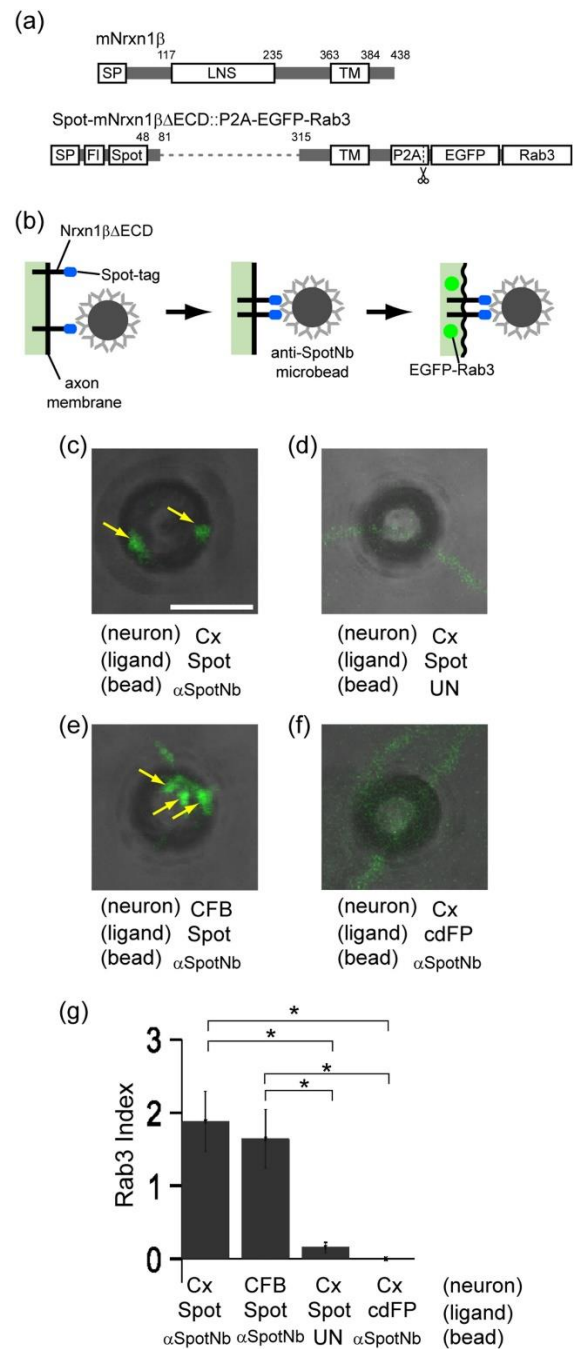 (a)
mNrxn1β
117 235 363 384 438
SP LNS TM
Spot-mNrxn1βΔECD::P2A-EGFP-Rab3
48 81 315
SP FI Spot TM P2A EGFP Rab3
(b)
Nrxn1βΔECD
Spot-tag
axon
membrane
anti-SpotNb
microbead
EGFP-Rab3
(c) (d)
(neuron) Cx (neuron) Cx
(ligand) Spot (ligand) Spot
(bead) αSpotNb (bead) UN
(e) (f)
(neuron) CFB (neuron) Cx
(ligand) Spot (ligand) cdFP
(bead) αSpotNb (bead) αSpotNb
(g)
* 
*
*
*
3
2
1
0
Rab3 Index
Cx CFB Cx Cx (neuron)
Spot Spot Spot cdFP (ligand)
αSpotNb αSpotNb UN αSpotNb (bead)